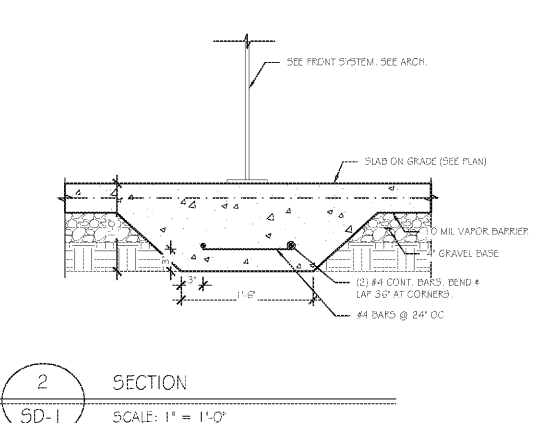 SEE FRONT SYSTEM. SEE ARCH.
SLAB ON GRADE (SEE PLAN)
10 MIL VAPOR BARRIER
4" GRAVEL BASE
3"
3"
(2) #4 CONT. BARS. BEND &
LAP 36" AT CORNERS.
1'-6"
#4 BARS @ 24" OC
2
SECTION
SD-1
SCALE: 1" = 1'-0"